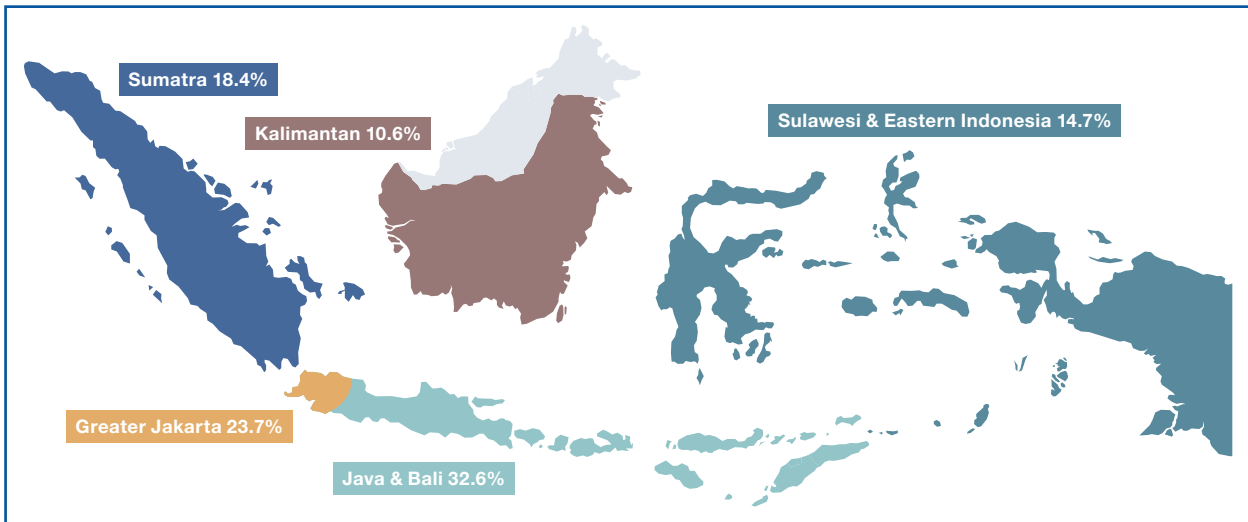 Sumatra 18.4%
Kalimantan 10.6%
Sulawesi & Eastern Indonesia 14.7%
Greater Jakarta 23.7%
Java & Bali 32.6%